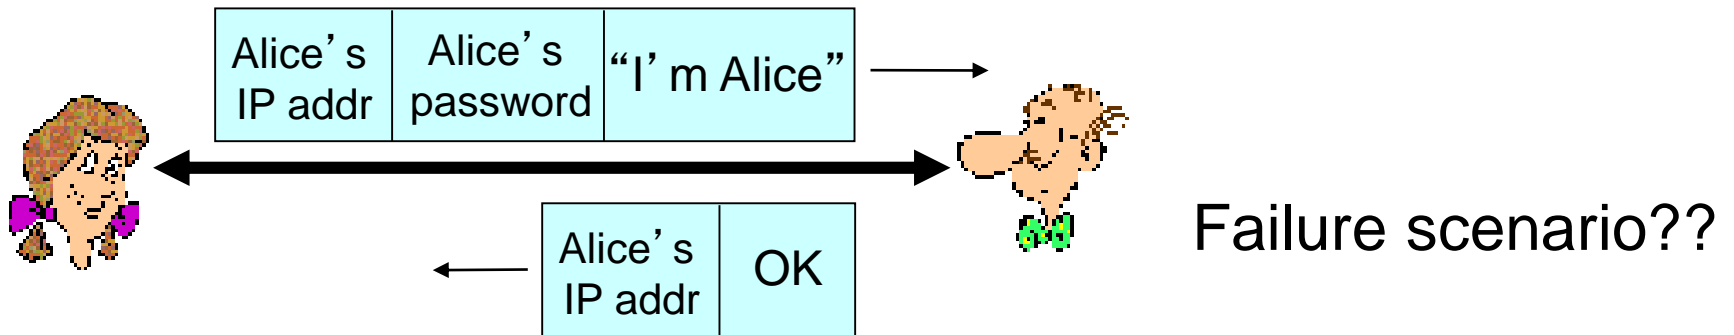 Alice’s
IP addr
Alice’s
password
“I’m Alice”
Alice’s
IP addr
OK
Failure scenario??